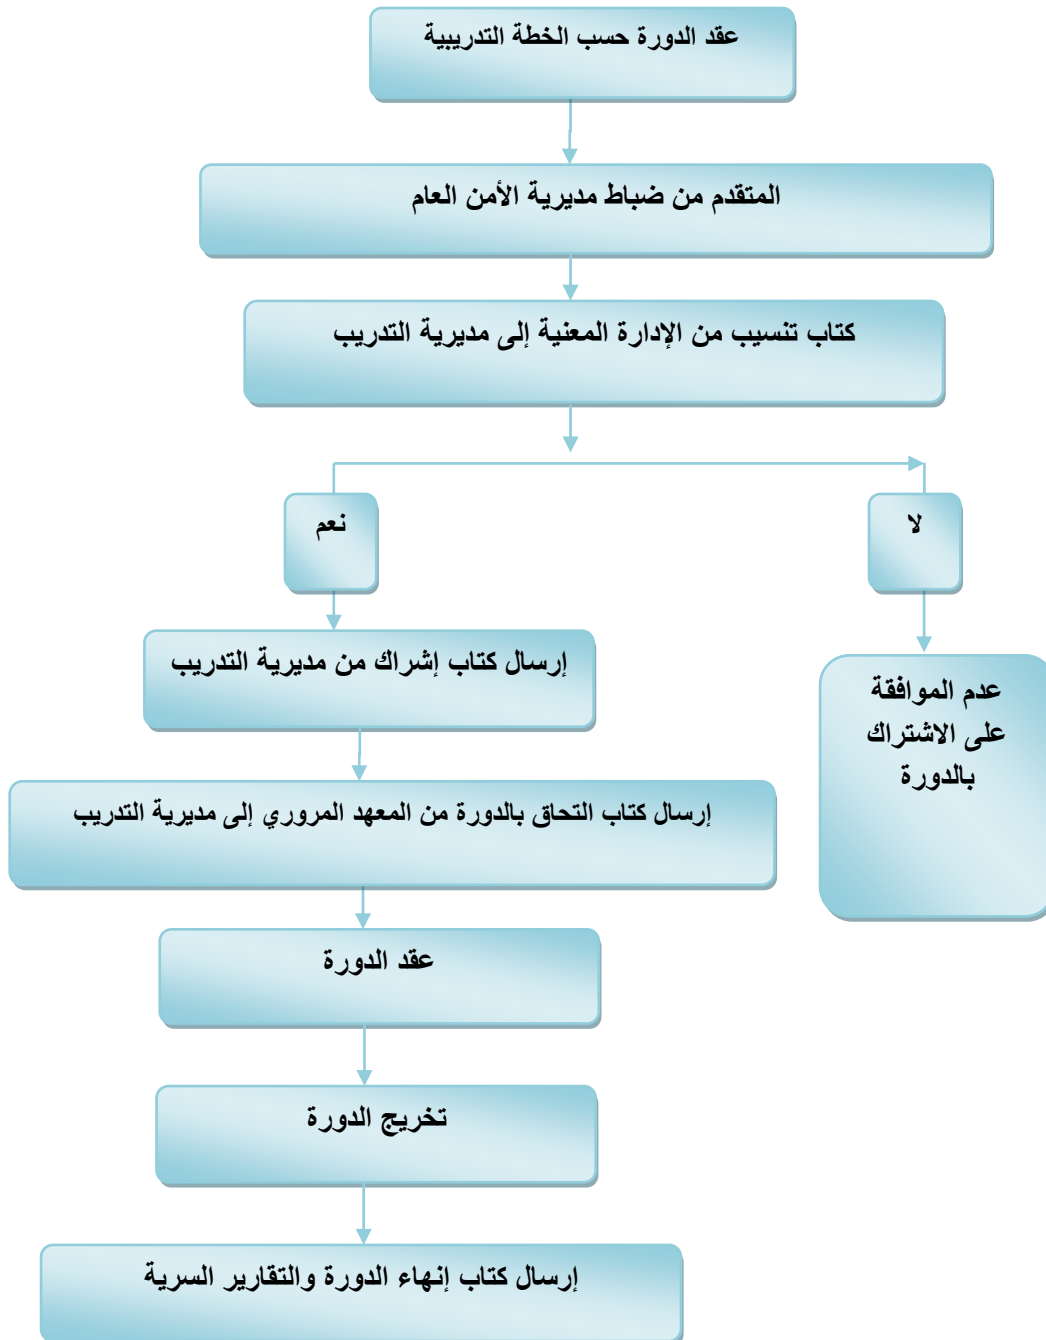 عقد الدورة حسب الخطة التدريبية
المتقدم من ضباط مديرية الأمن العام
كتاب تنسيب من الإدارة المعنية إلى مديرية التدريب
لا
نعم
إرسال كتاب إشراك من مديرية التدريب
عدم الموافقة
على الاشتراك
بالدورة
إرسال كتاب التحاق بالدورة من المعهد المروري إلى مديرية التدريب
عقد الدورة
تخريج الدورة
إرسال كتاب إنهاء الدورة والتقارير السرية